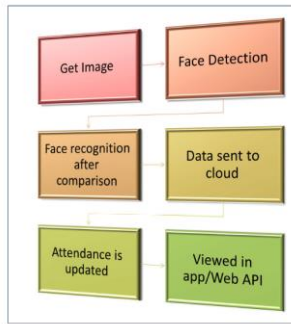 Get Image
Face Detection
Face recognition
after
comparison
Data sent to
cloud
Attendance is
updated
Viewed in
app/Web API